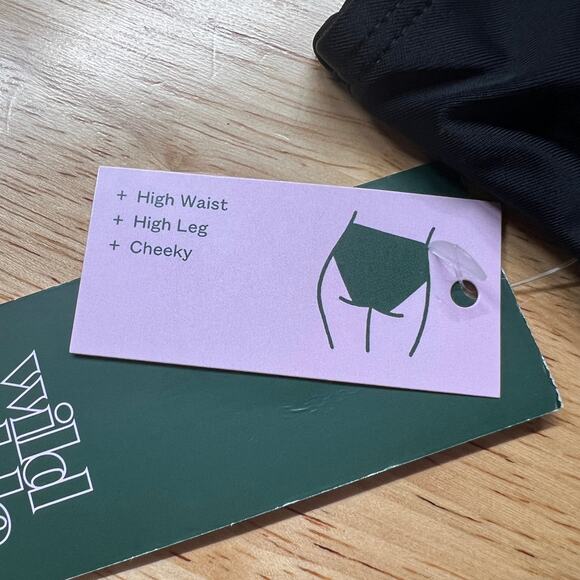 + High Waist
+ High Leg
+ Cheeky
wild